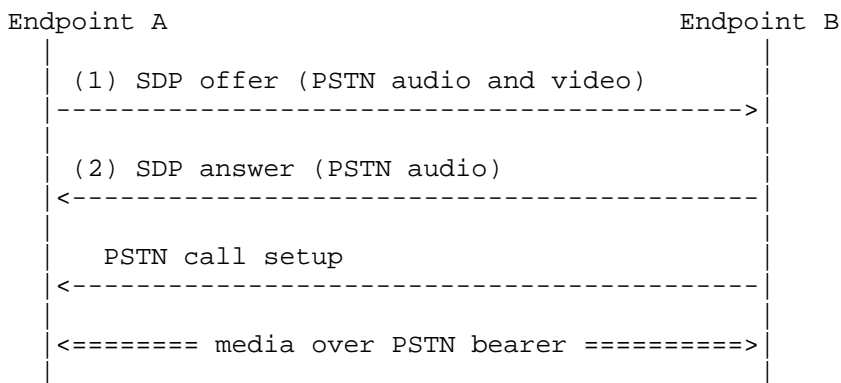 Endpoint A Endpoint B
(1) SDP offer (PSTN audio and video)
(2) SDP answer (PSTN audio)
PSTN call setup
<======== media over PSTN bearer ==========>